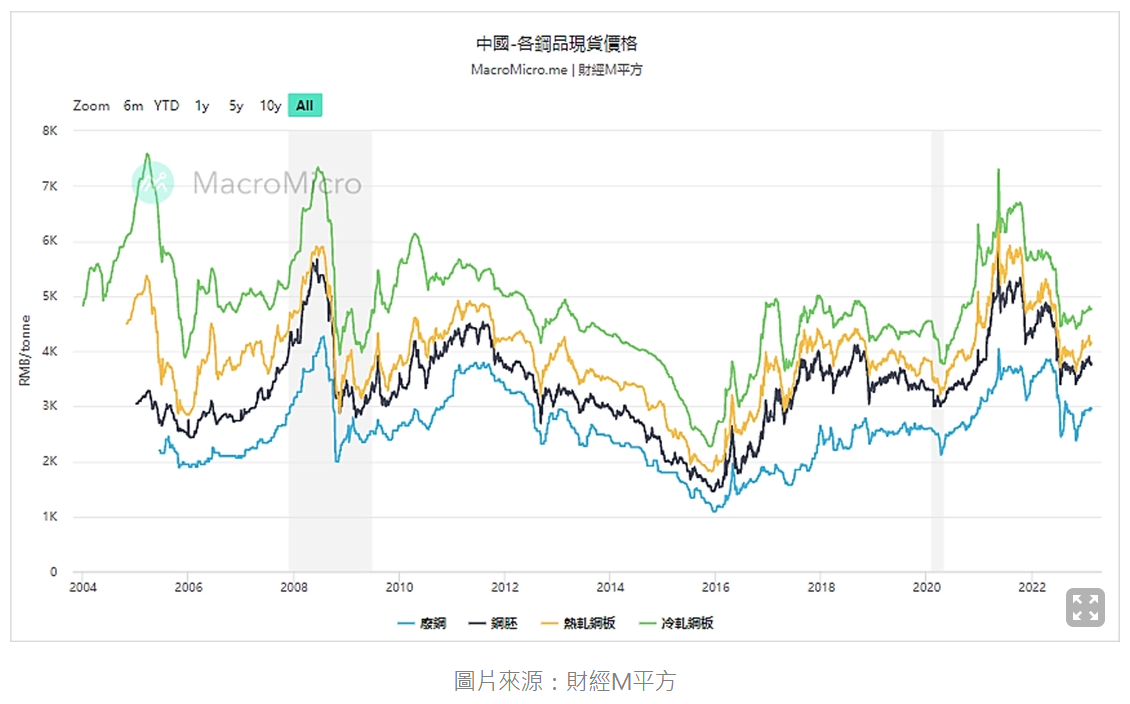 中國-各鋼品現貨價格
MacroMicro.me | 財經M平方
Zoom 6m YTD 1y 5y 10y All
MacroMicro
8K
7K
6K
5K
4K
3K
2K
1K
0
RMB/tonne
2004 2006 2008 2010 2012 2014 2016 2018 2020 2022
廢鋼 鋼胚 熱軋鋼板 冷軋鋼板
圖片來源：財經M平方